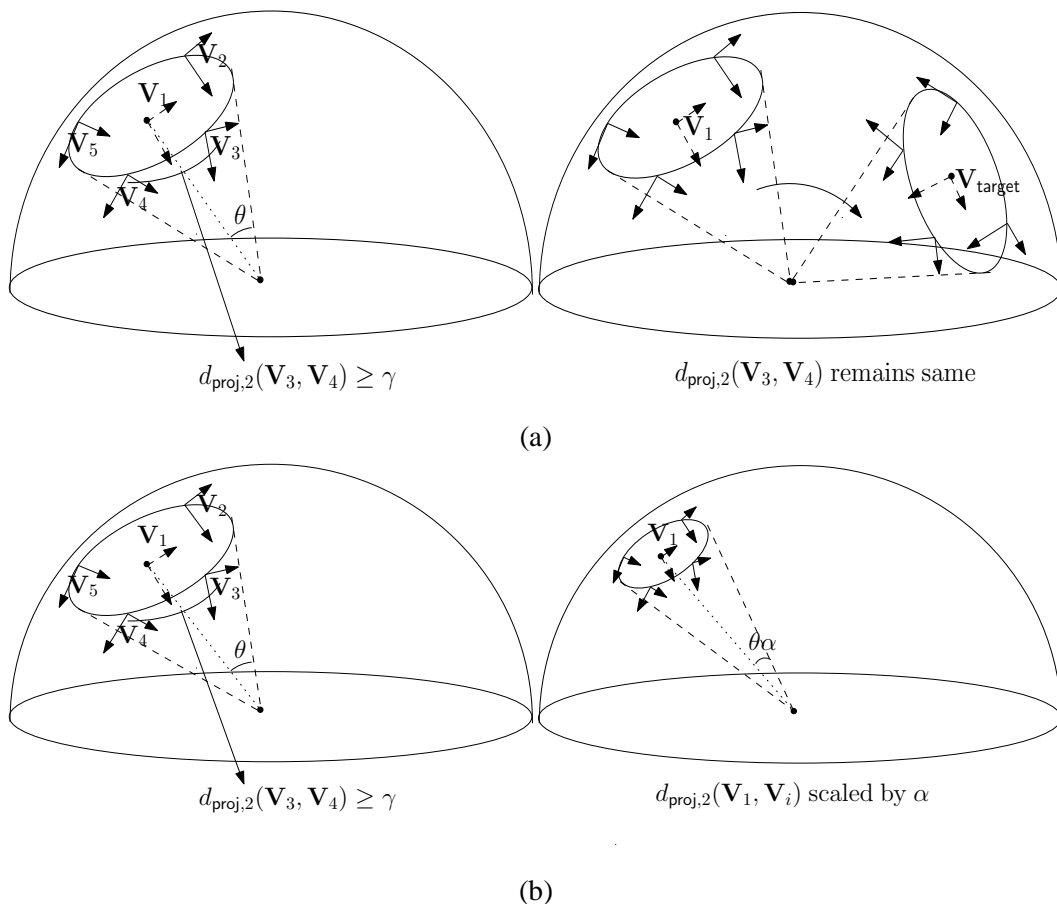 V₂
V₁
V₅
V₃
V₄
θ
d_proj,2(V₃, V₄) ≥ γ
V₁
V_target
d_proj,2(V₃, V₄) remains same
(a)
V₂
V₁
V₅
V₃
V₄
θ
d_proj,2(V₃, V₄) ≥ γ
V₁
θα
d_proj,2(V₁, Vᵢ) scaled by α
(b)